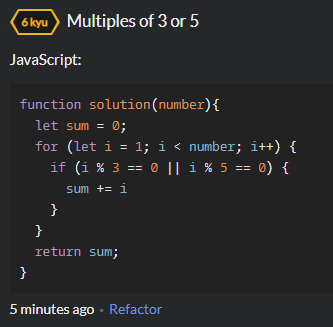 6 kyu Multiples of 3 or 5
JavaScript:
function solution(number){
  let sum = 0;
  for (let i = 1; i < number; i++) {
    if (i % 3 == 0 || i % 5 == 0) {
      sum += i
    }
  }
  return sum;
}
5 minutes ago • Refactor